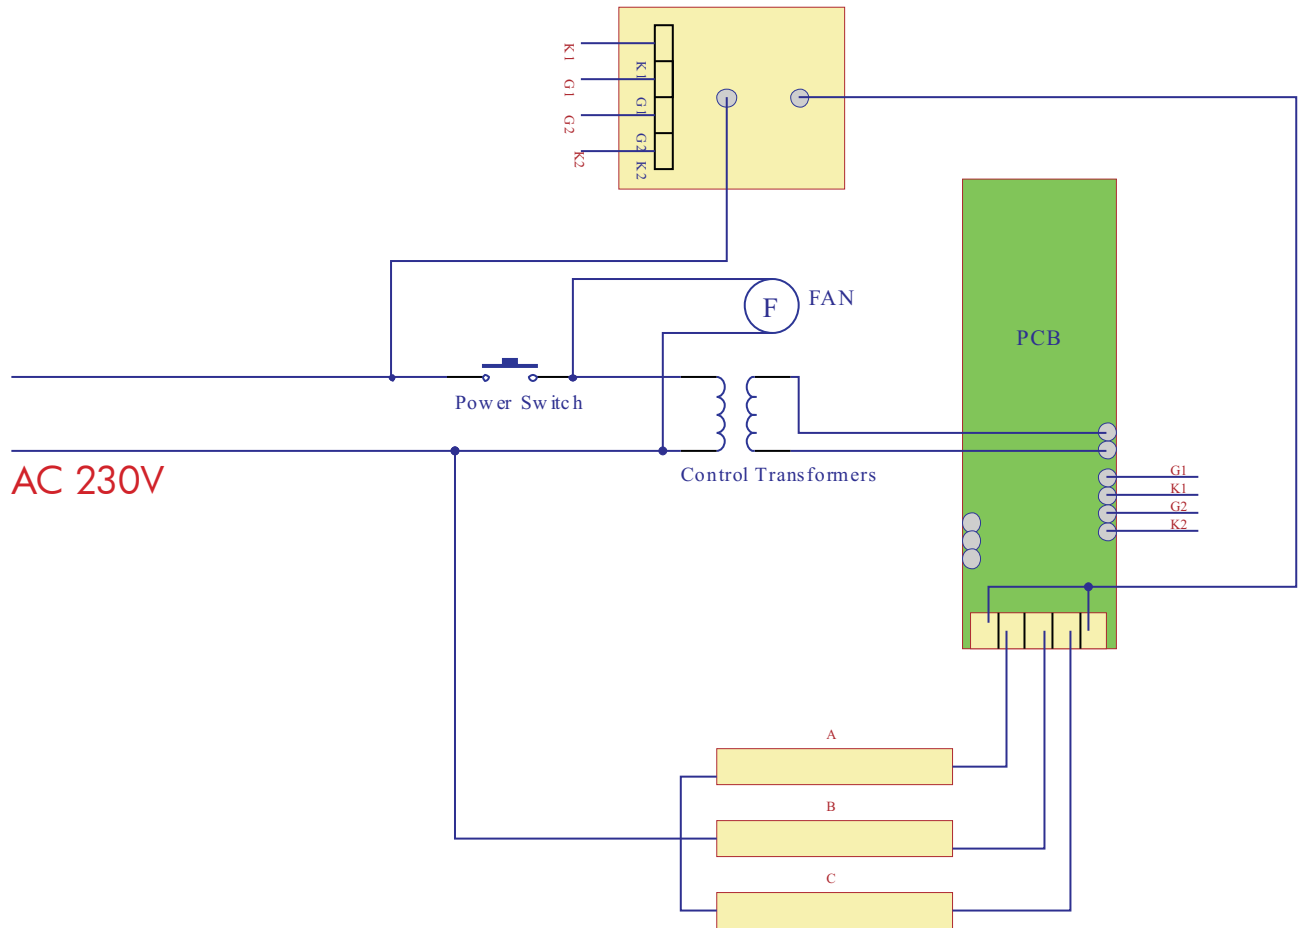 K1
G1
G2
K2
K1
G1
G2
K2
F
FAN
PCB
Power Switch
AC 230V
Control Transformers
G1
K1
G2
K2
A
B
C